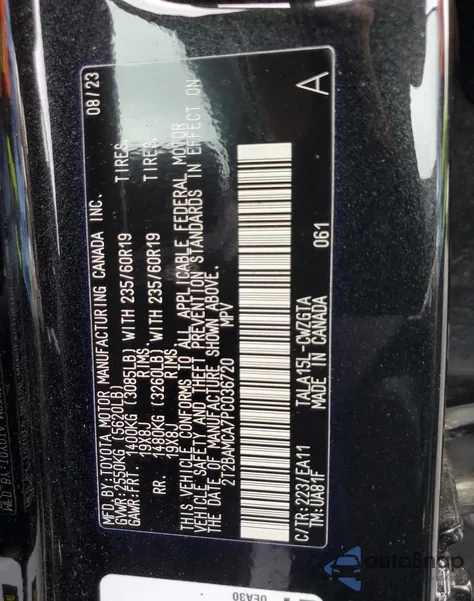 MFD.BY:TOYOTA MOTOR MANUFACTURING CANADA INC. 08/23
GVWR:2550KG (5620LB)
GAWR:FRT. 1400KG (3085LB) WITH 235/60R19 TIRES,
19X8J RIMS,
RR. 1480KG (3260LB) WITH 235/60R19 TIRES,
19X8J RIMS,
THIS VEHICLE CONFORMS TO ALL APPLICABLE FEDERAL MOTOR
VEHICLE SAFETY AND THEFT PREVENTION STANDARDS IN EFFECT ON
THE DATE OF MANUFACTURE SHOWN ABOVE.
2T2BAMCA7PC036720 MPV
C/TR:223/EA11 TALA15L-CWZGTA 061 A
TM:UA81F MADE IN CANADA
UEA30
autoSnap